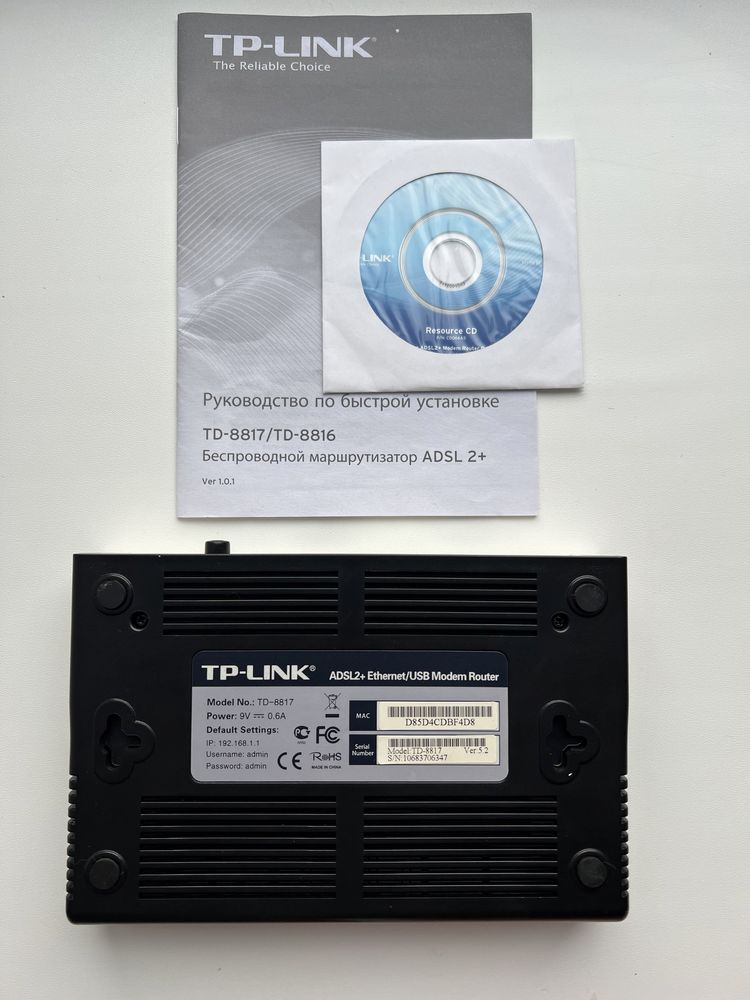 TP-LINK®
The Reliable Choice
LINK®
Resource CD
ADSL2+ Modem Router
Руководство по быстрой установке
TD-8817/TD-8816
Беспроводной маршрутизатор ADSL 2+
Ver 1.0.1
TP-LINK® ADSL2+ Ethernet/USB Modem Router
Model No.: TD-8817
Power: 9V ⎓ 0.6A
Default Settings:
IP: 192.168.1.1
Username: admin
Password: admin
FC
CE
RoHS
MADE IN CHINA
MAC
D85D4CDBF4D8
Serial
Number
Model:TD-8817 Ver:5.2
S/N:10683706347